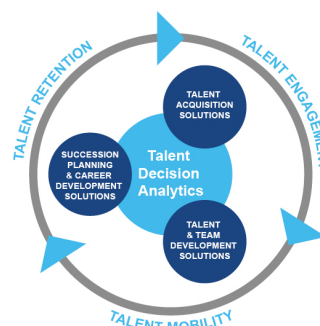 TALENT RETENTION
TALENT ENGAGEMENT
TALENT
ACQUISITION
SOLUTIONS
SUCCESSION
PLANNING
& CAREER
DEVELOPMENT
SOLUTIONS
Talent
Decision
Analytics
TALENT
& TEAM
DEVELOPMENT
SOLUTIONS
TALENT MOBILITY